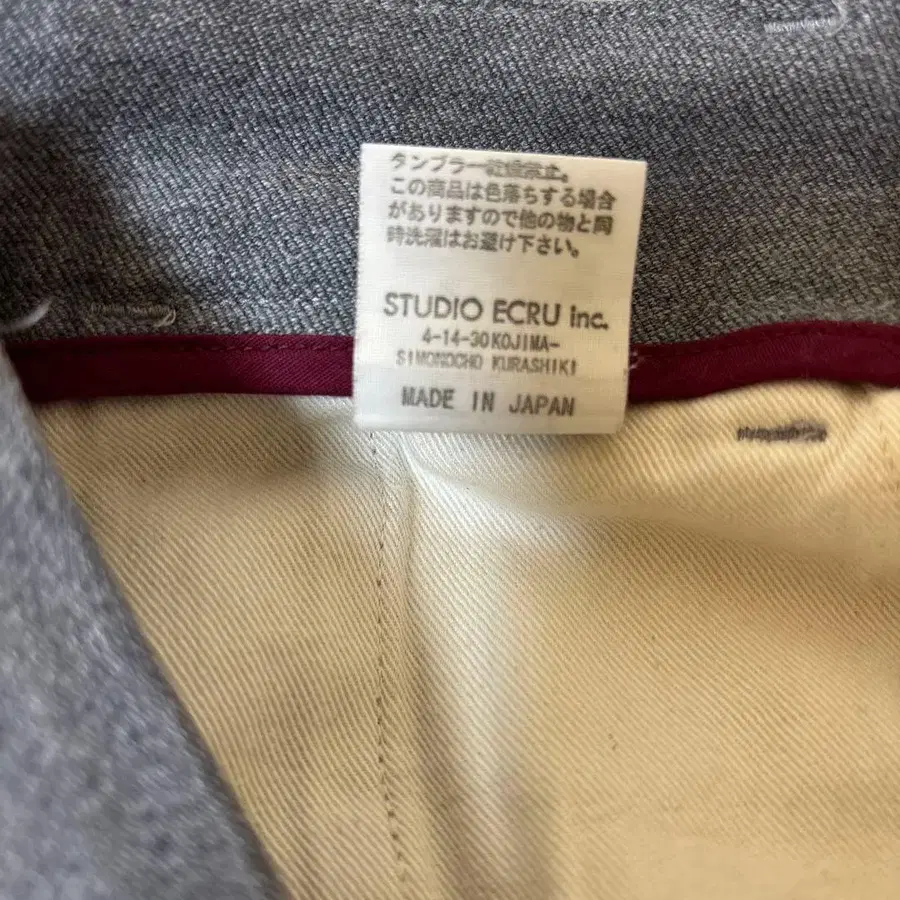 タンブラー乾燥禁止。
この商品は色落ちする場合
がありますので他の物と同
時洗濯はお避け下さい。
STUDIO ECRU inc.
4-14-30KOJIMA-
SIMONOCHO KURASHIKI
MADE IN JAPAN